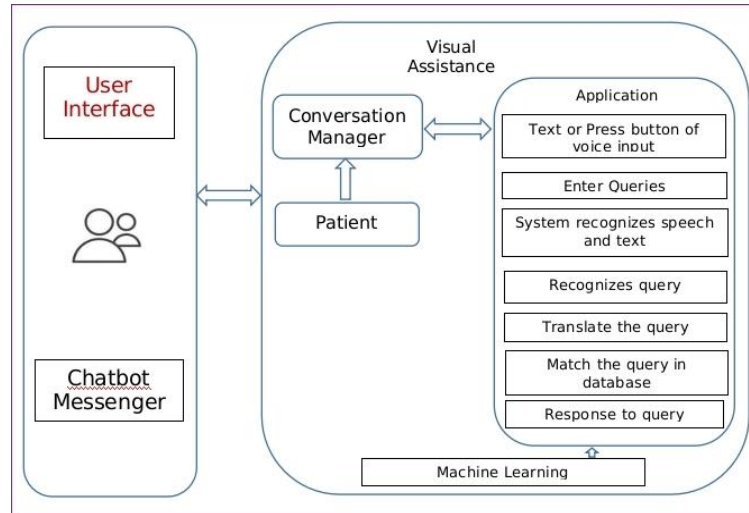 User
Interface
Chatbot
Messenger
Visual
Assistance
Conversation
Manager
Patient
Application
Text or Press button of
voice input
Enter Queries
System recognizes speech
and text
Recognizes query
Translate the query
Match the query in
database
Response to query
Machine Learning